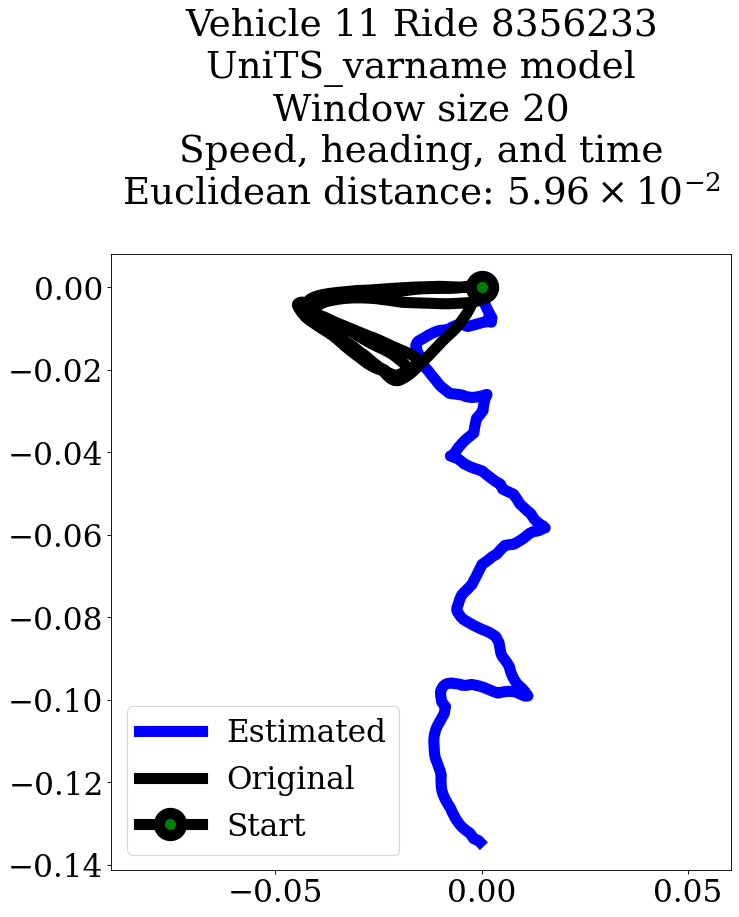 Vehicle 11 Ride 8356233
UniTS_varname model
Window size 20
Speed, heading, and time
Euclidean distance: 5.96 × 10⁻²
0.00
−0.02
−0.04
−0.06
−0.08
−0.10
−0.12
−0.14
Estimated
Original
Start
−0.05 0.00 0.05